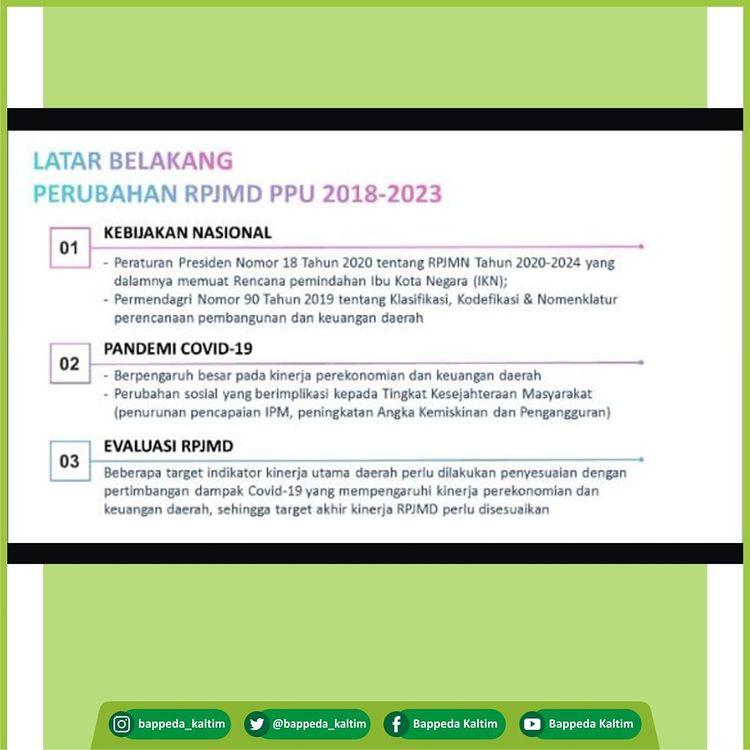 LATAR BELAKANG
PERUBAHAN RPJMD PPU 2018-2023
01
KEBIJAKAN NASIONAL
- Peraturan Presiden Nomor 18 Tahun 2020 tentang RPJMN Tahun 2020-2024 yang
dalamnya memuat Rencana pemindahan Ibu Kota Negara (IKN);
- Permendagri Nomor 90 Tahun 2019 tentang Klasifikasi, Kodefikasi & Nomenklatur
perencanaan pembangunan dan keuangan daerah
02
PANDEMI COVID-19
- Berpengaruh besar pada kinerja perekonomian dan keuangan daerah
- Perubahan sosial yang berimplikasi kepada Tingkat Kesejahteraan Masyarakat
(penurunan pencapaian IPM, peningkatan Angka Kemiskinan dan Pengangguran)
03
EVALUASI RPJMD
Beberapa target indikator kinerja utama daerah perlu dilakukan penyesuaian dengan
pertimbangan dampak Covid-19 yang mempengaruhi kinerja perekonomian dan
keuangan daerah, sehingga target akhir kinerja RPJMD perlu disesuaikan
bappeda_kaltim
@bappeda_kaltim
Bappeda Kaltim
Bappeda Kaltim